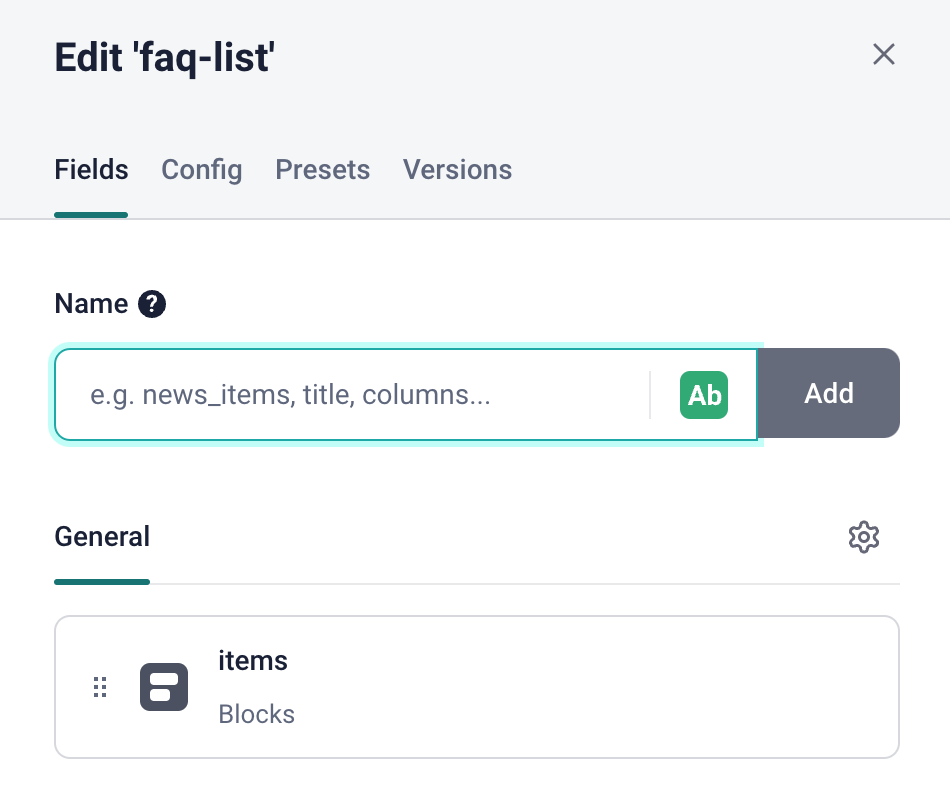 Edit 'faq-list'
Fields Config Presets Versions
Name ?
e.g. news_items, title, columns... Ab Add
General
items
Blocks